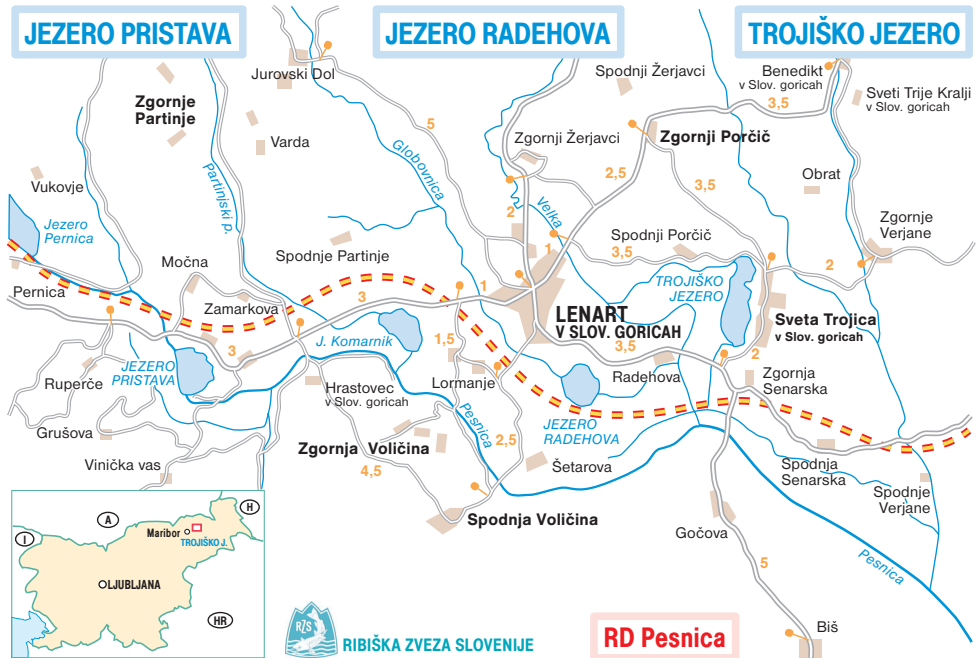 JEZERO PRISTAVA
JEZERO RADEHOVA
TROJIŠKO JEZERO
Jurovski Dol
Spodnji Žerjavci
Benedikt
v Slov. goricah
3,5
Sveti Trije Kralji
v Slov. goricah
Zgornje
Partinje
Varda
5
Globovnica
Zgornji Žerjavci
Zgornji Porčič
2,5
3,5
Obrat
Vukovje
Partinjski p.
2
Velka
Jezero
Pernica
Spodnje Partinje
1
Spodnji Porčič
3,5
Zgornje
Verjane
2
Močna
Pernica
Zamarkova
3
1
TROJIŠKO
JEZERO
LENART
V SLOV. GORICAH
Sveta Trojica
v Slov. goricah
3
J. Komarnik
1,5
3,5
2
Ruperče
JEZERO
PRISTAVA
Hrastovec
v Slov. goricah
Lormanje
Radehova
Zgornja
Senarska
Grušova
Pesnica
JEZERO
RADEHOVA
Zgornja Voličina
2,5
Vinička vas
4,5
Šetarova
Spodnja
Senarska
Spodnje
Verjane
Spodnja Voličina
Gočova
Pesnica
5
Biš
A
H
I
Maribor
TROJIŠKO J.
LJUBLJANA
HR
RZS
RIBIŠKA ZVEZA SLOVENIJE
RD Pesnica